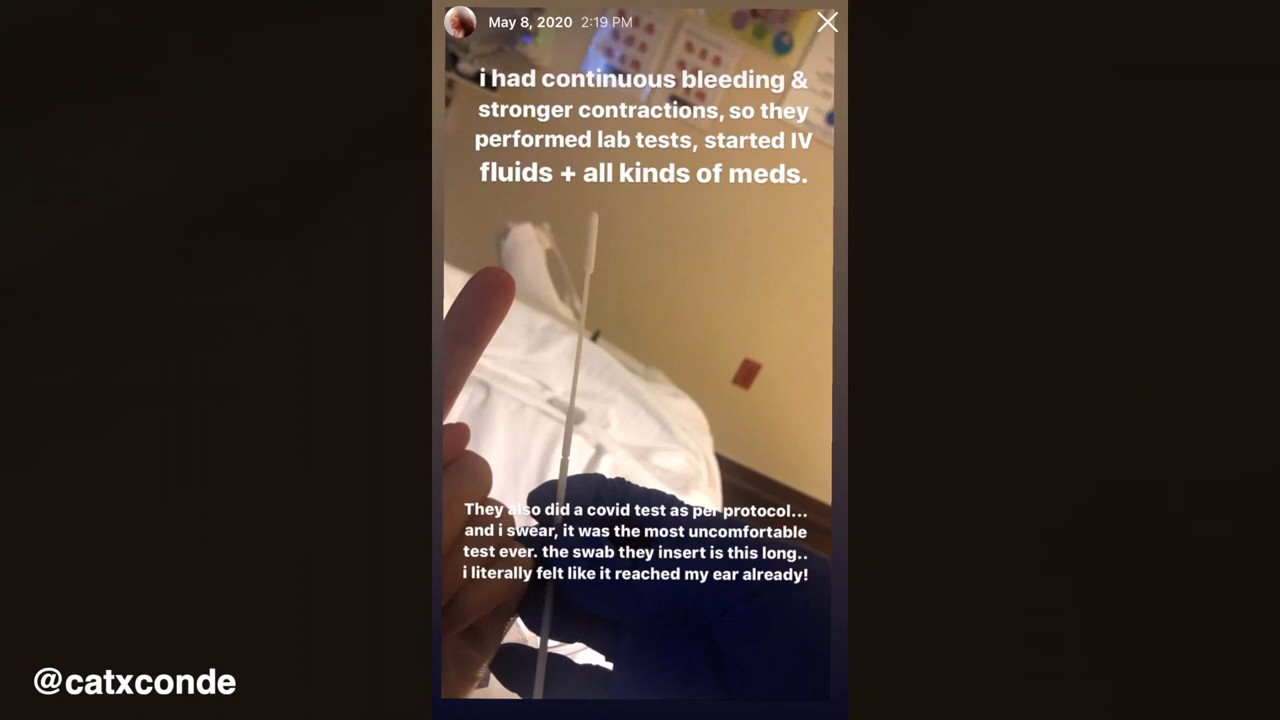 May 8, 2020 2:19 PM
i had continuous bleeding &
stronger contractions, so they
performed lab tests, started IV
fluids + all kinds of meds.
They also did a covid test as per protocol...
and i swear, it was the most uncomfortable
test ever. the swab they insert is this long..
i literally felt like it reached my ear already!
@catxconde